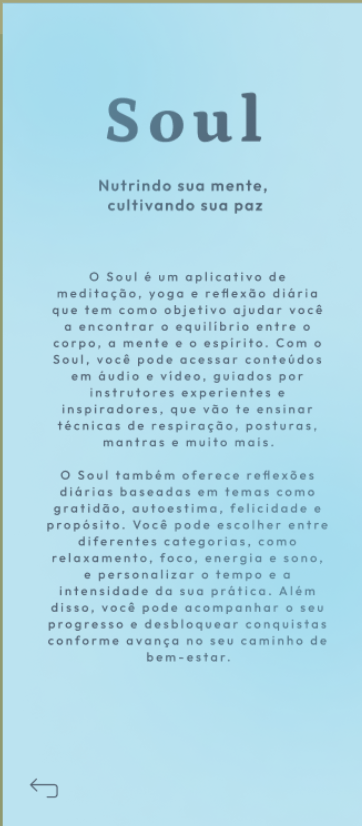 Soul
Nutrindo sua mente,
cultivando sua paz
O Soul é um aplicativo de
meditação, yoga e reflexão diária
que tem como objetivo ajudar você
a encontrar o equilíbrio entre o
corpo, a mente e o espírito. Com o
Soul, você pode acessar conteúdos
em áudio e vídeo, guiados por
instrutores experientes e
inspiradores, que vão te ensinar
técnicas de respiração, posturas,
mantras e muito mais.
O Soul também oferece reflexões
diárias baseadas em temas como
gratidão, autoestima, felicidade e
propósito. Você pode escolher entre
diferentes categorias, como
relaxamento, foco, energia e sono,
e personalizar o tempo e a
intensidade da sua prática. Além
disso, você pode acompanhar o seu
progresso e desbloquear conquistas
conforme avança no seu caminho de
bem-estar.